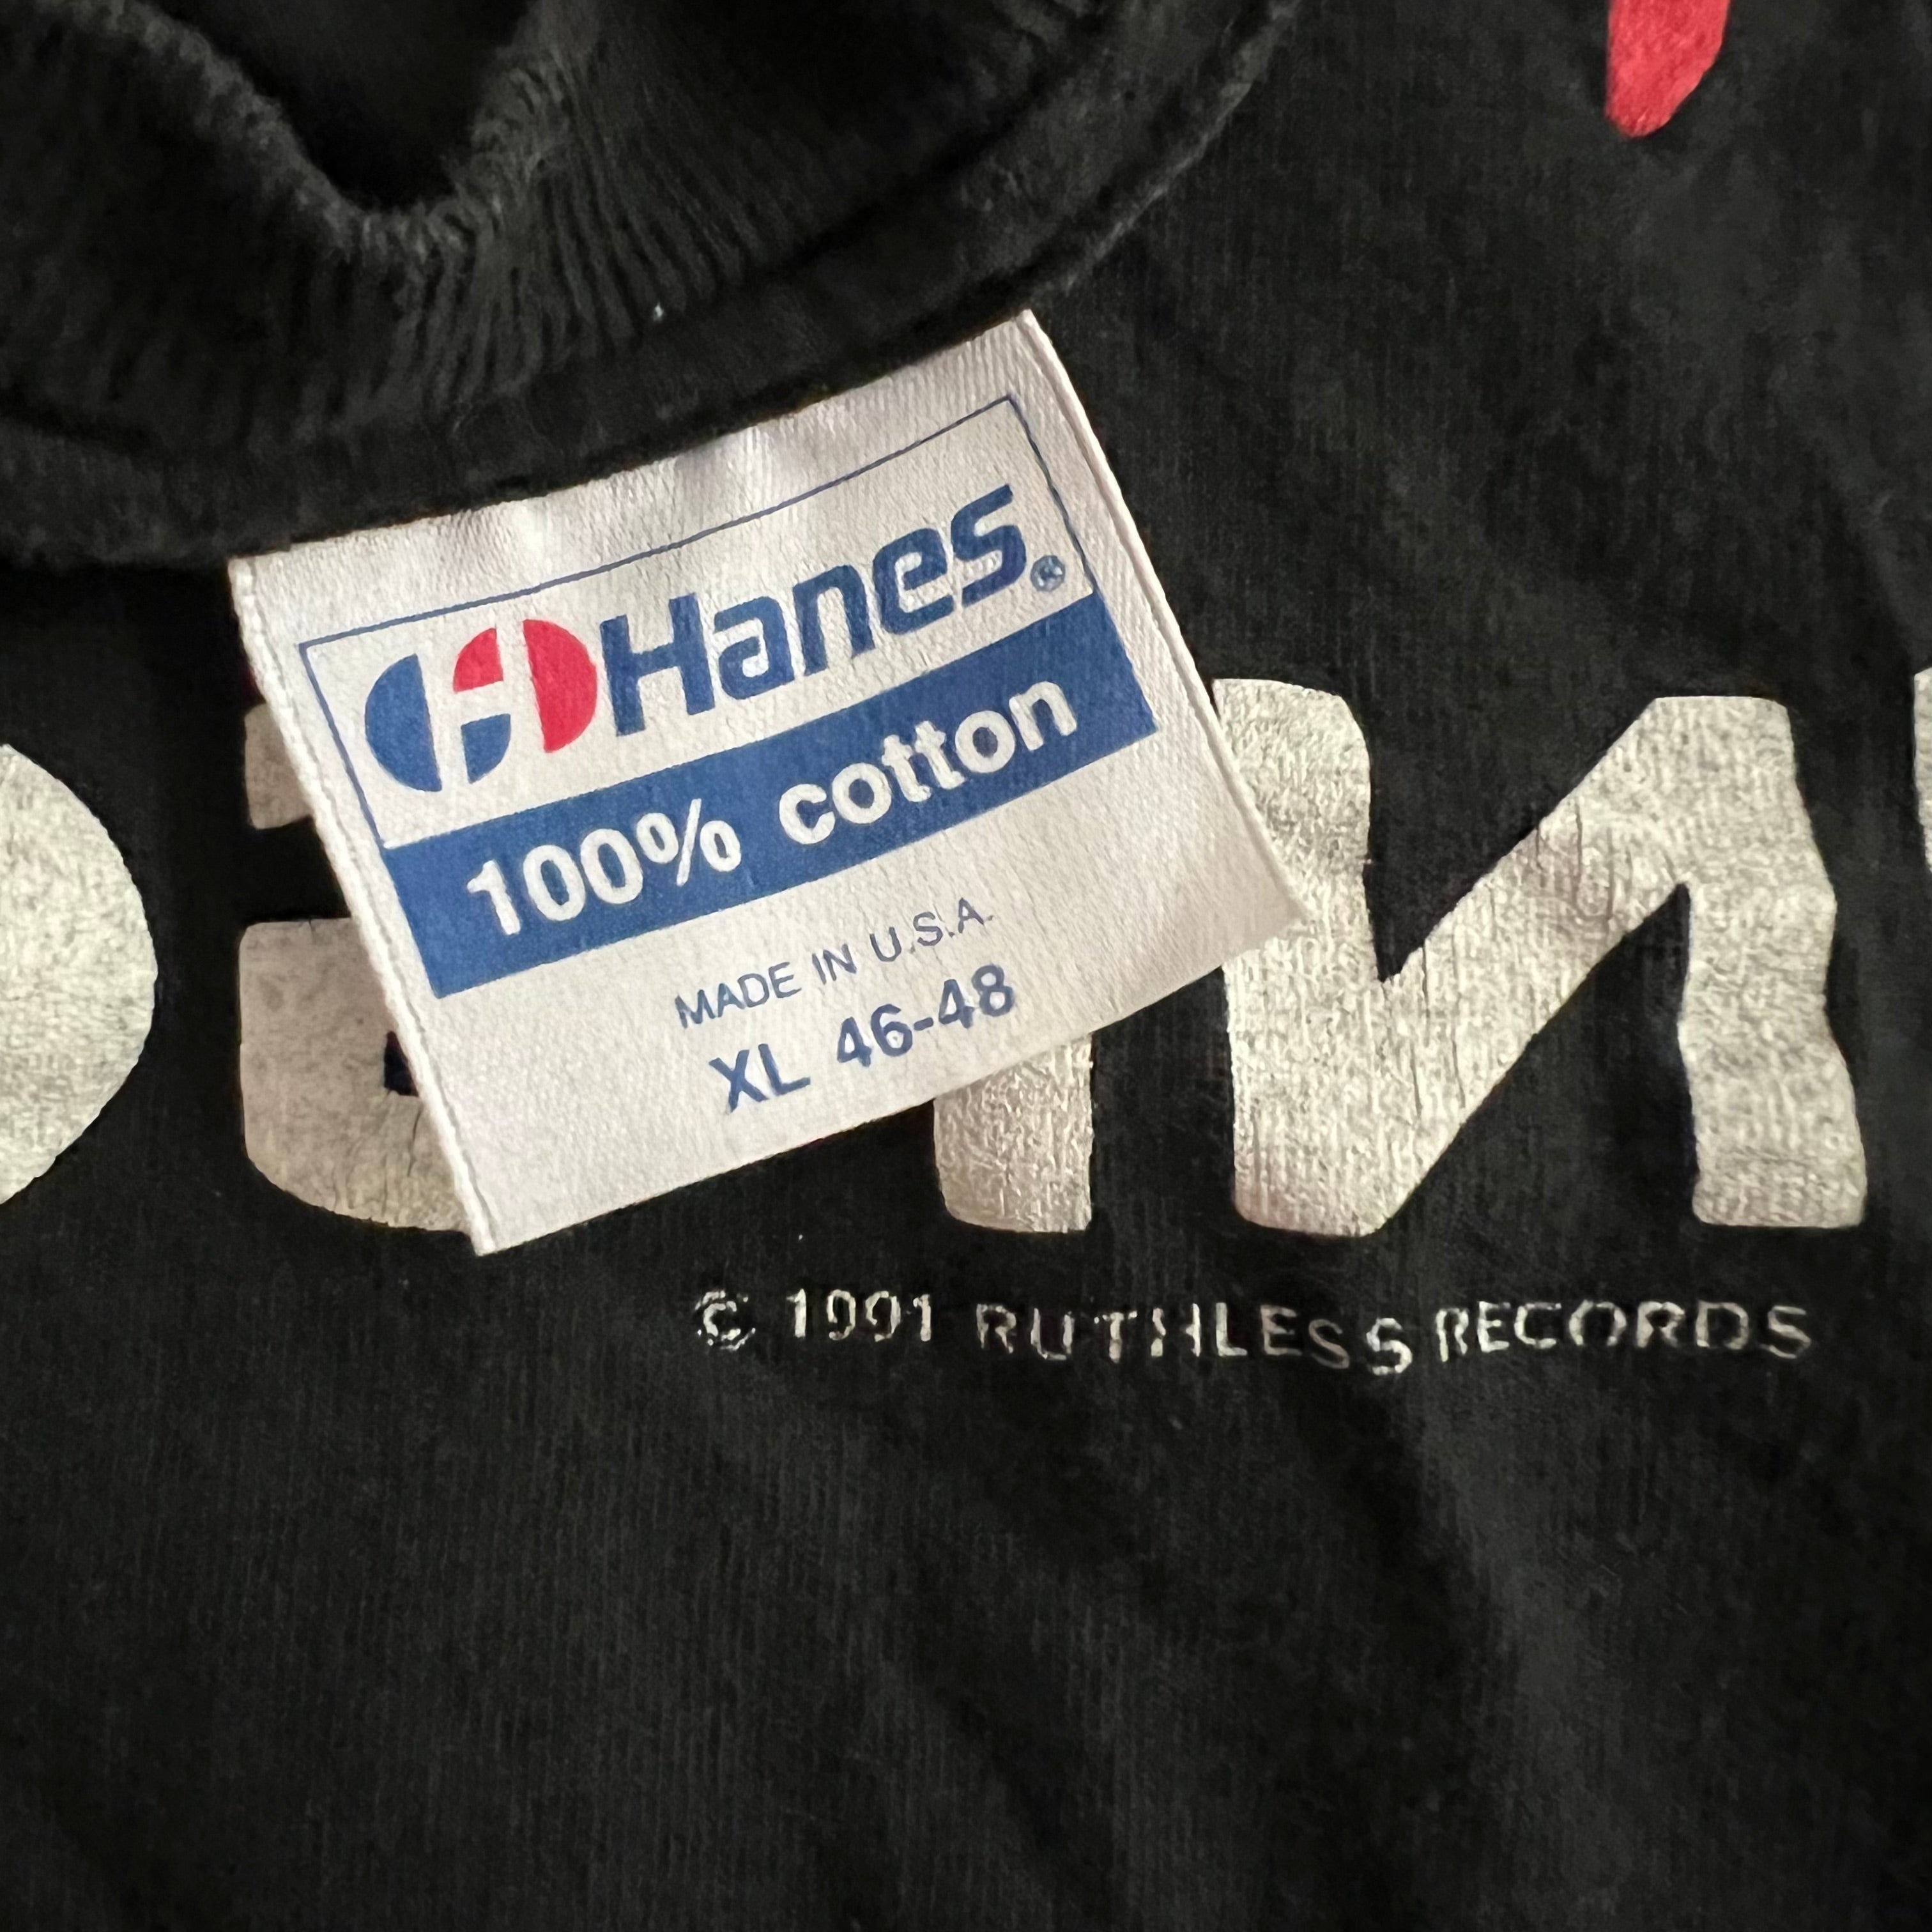 Hanes®
100% cotton
MADE IN U.S.A.
XL 46-48
© 1991 RUTHLESS RECORDS